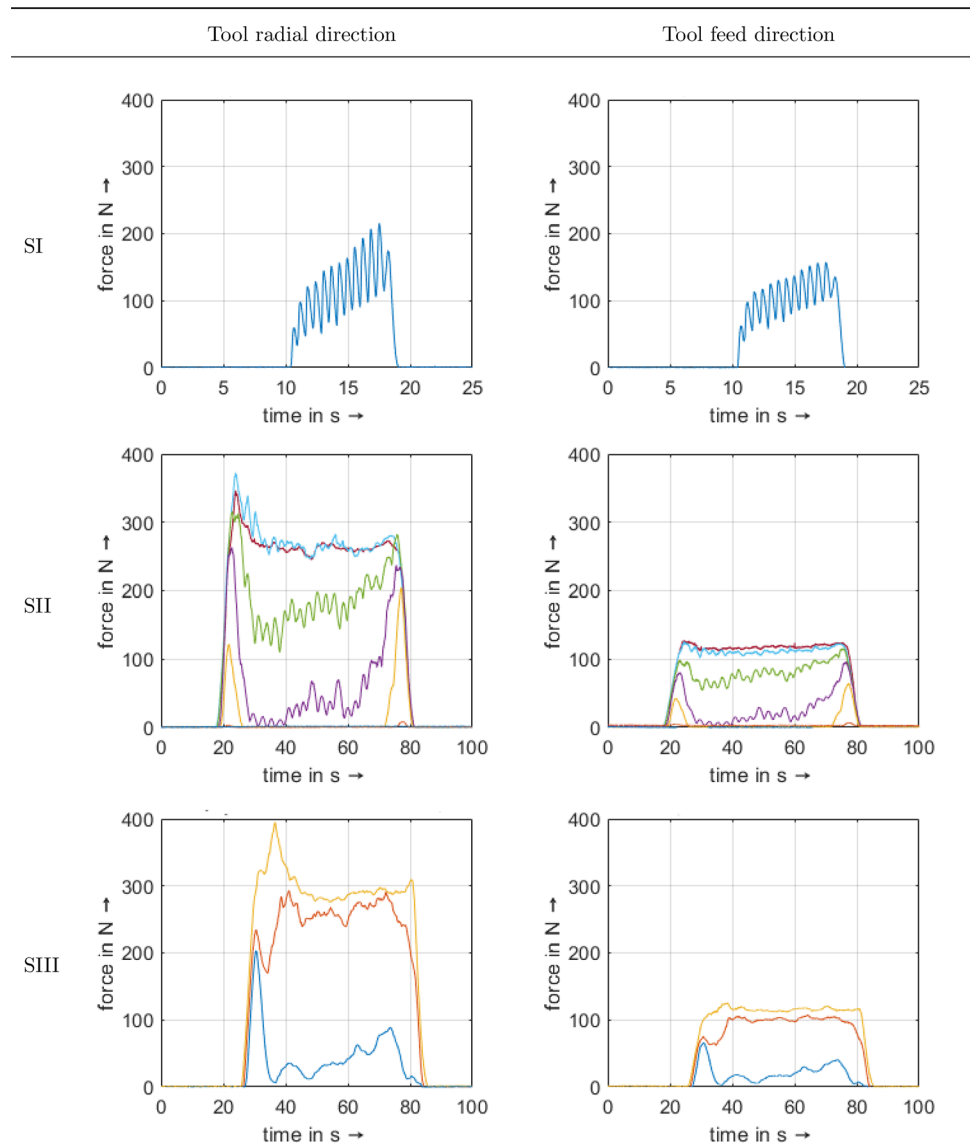 Tool radial direction Tool feed direction
SI
400
300
200
100
0
force in N →
0 5 10 15 20 25
time in s →
400
300
200
100
0
force in N →
0 5 10 15 20 25
time in s →
SII
400
300
200
100
0
force in N →
0 20 40 60 80 100
time in s →
400
300
200
100
0
force in N →
0 20 40 60 80 100
time in s →
SIII
400
300
200
100
0
force in N →
0 20 40 60 80 100
time in s →
400
300
200
100
0
force in N →
0 20 40 60 80 100
time in s →